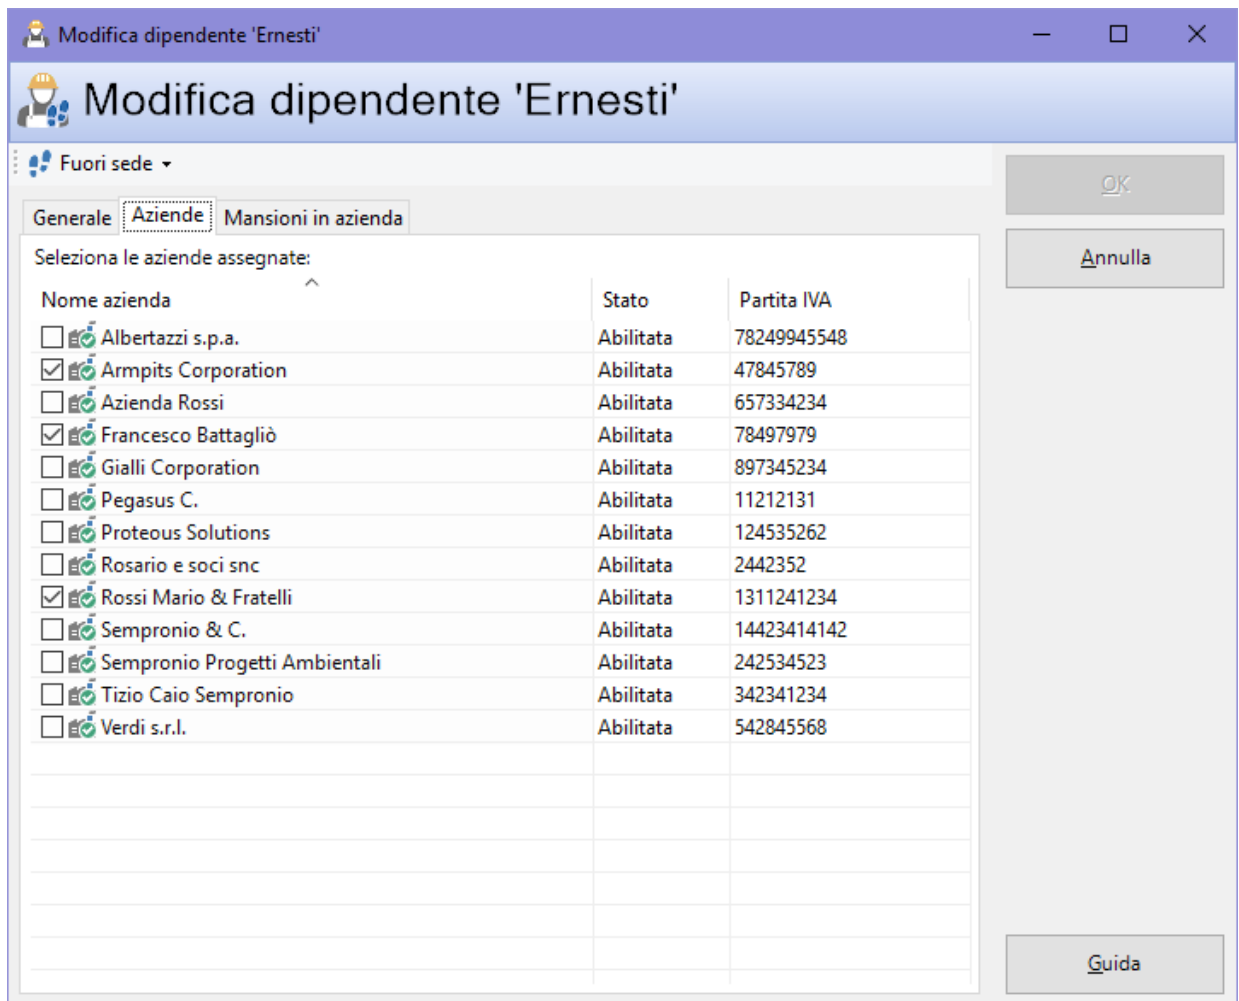 Modifica dipendente 'Ernesti'
Modifica dipendente 'Ernesti'
Fuori sede
OK
Generale Aziende Mansioni in azienda
Annulla
Seleziona le aziende assegnate:
Nome azienda Stato Partita IVA
Albertazzi s.p.a. Abilitata 78249945548
Armpits Corporation Abilitata 47845789
Azienda Rossi Abilitata 657334234
Francesco Battagliò Abilitata 78497979
Gialli Corporation Abilitata 897345234
Pegasus C. Abilitata 11212131
Proteous Solutions Abilitata 124535262
Rosario e soci snc Abilitata 2442352
Rossi Mario & Fratelli Abilitata 1311241234
Sempronio & C. Abilitata 14423414142
Sempronio Progetti Ambientali Abilitata 242534523
Tizio Caio Sempronio Abilitata 342341234
Verdi s.r.l. Abilitata 542845568
Guida